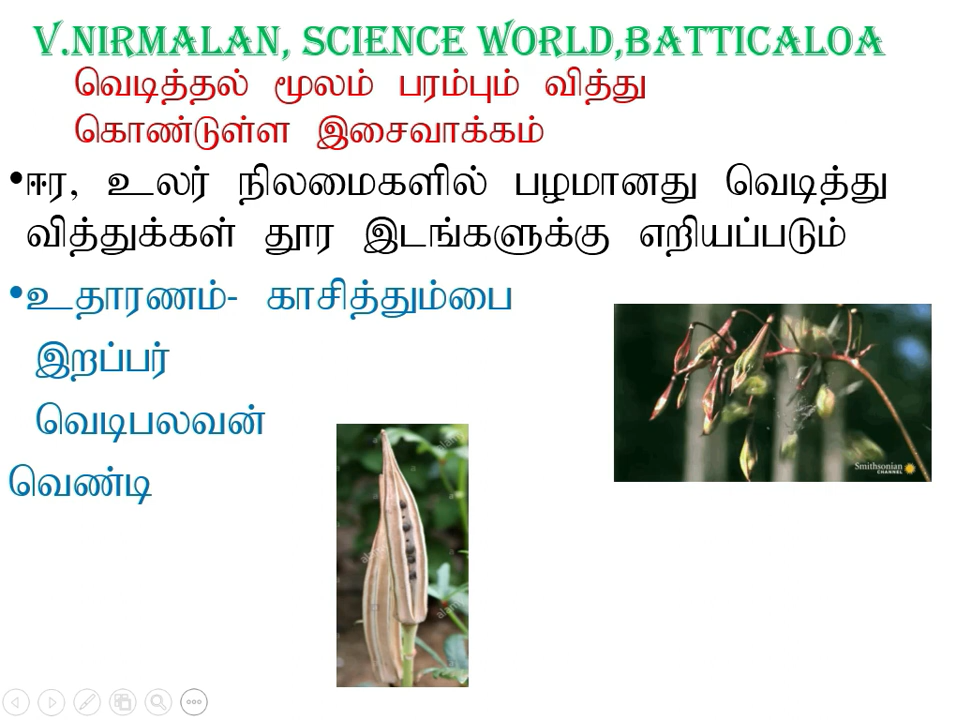 V.NIRMALAN, SCIENCE WORLD,BATTICALOA
வெடித்தல் மூலம் பரம்பும் வித்து
கொண்டுள்ள இசைவாக்கம்
•ஈர, உலர் நிலமைகளில் பழமானது வெடித்து
வித்துக்கள் தூர இடங்களுக்கு எறியப்படும்
•உதாரணம்- காசித்தும்பை
இறப்பர்
வெடிபலவன்
வெண்டி
Smithsonian
CHANNEL